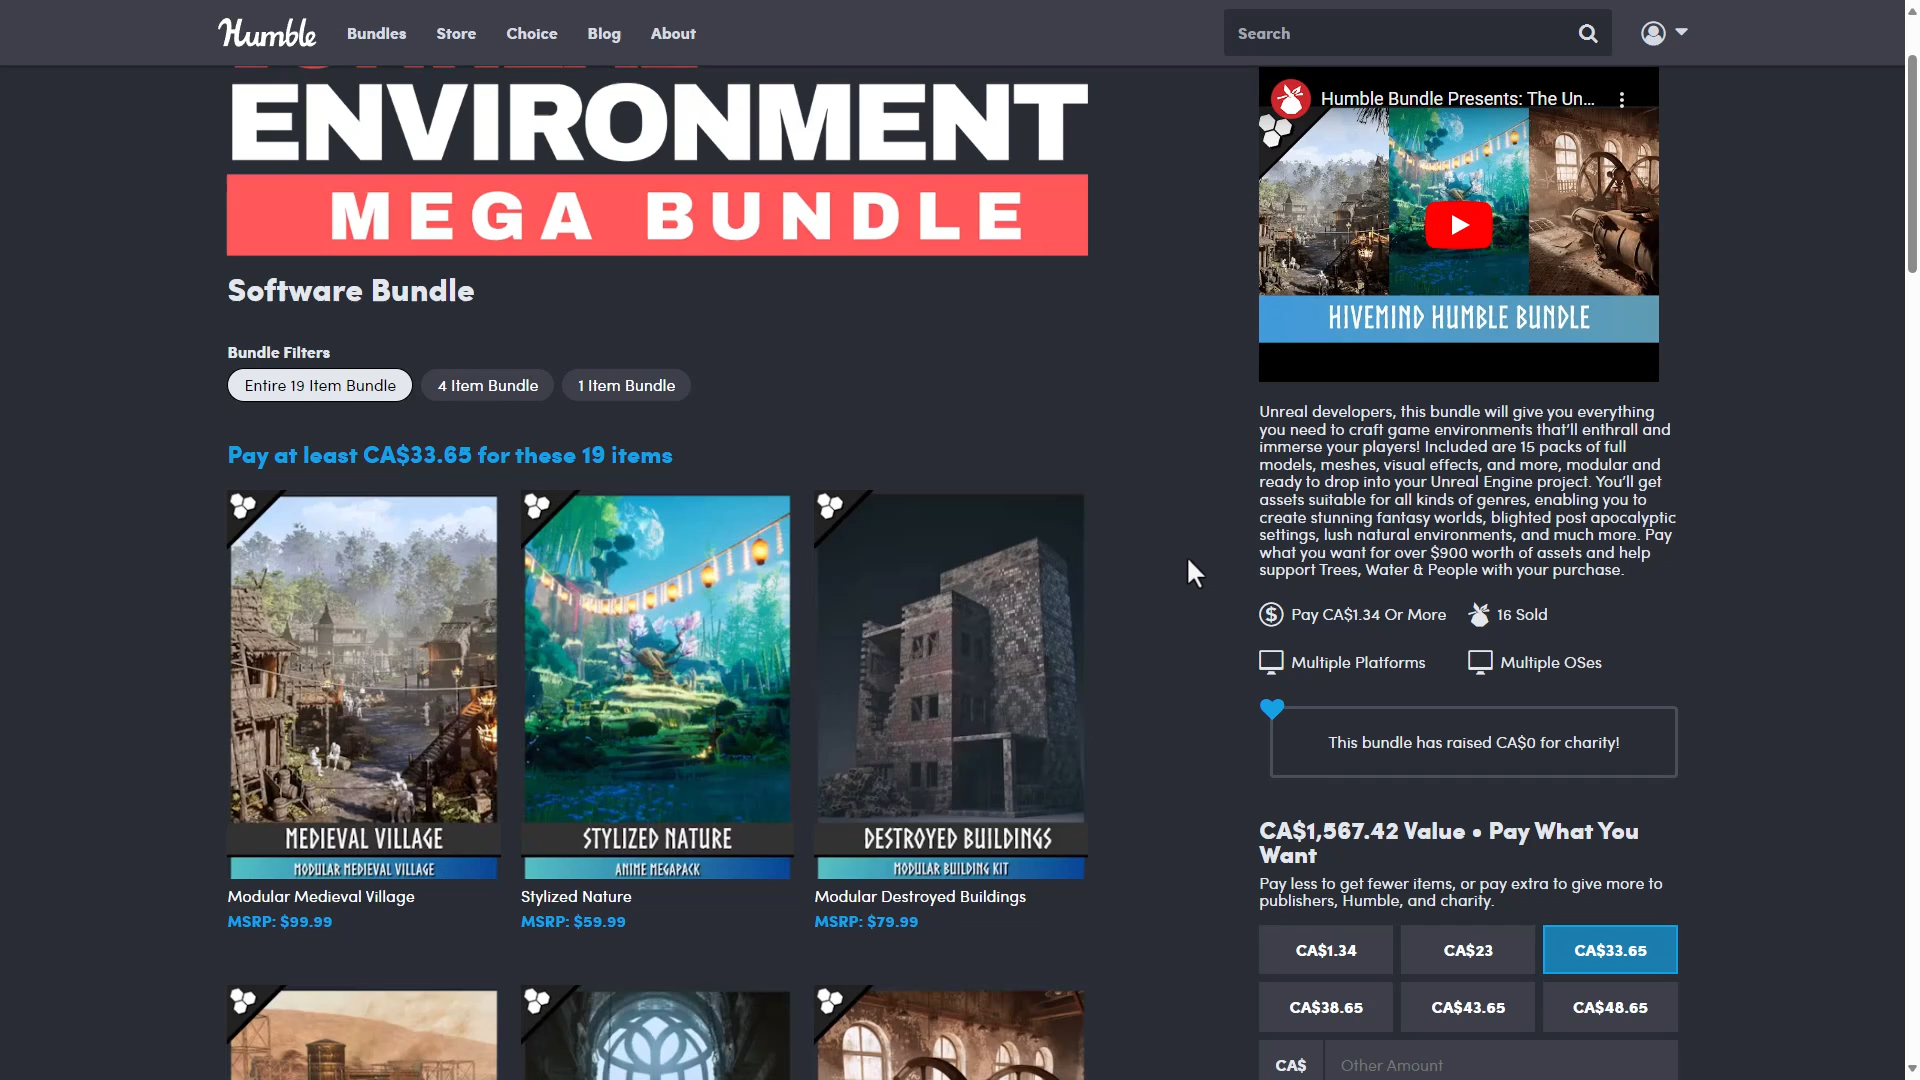 Humble
Bundles
Store
Choice
Blog
About
Search
ENVIRONMENT
MEGA BUNDLE
Software Bundle
Bundle Filters
Entire 19 Item Bundle
4 Item Bundle
1 Item Bundle
Pay at least CA$33.65 for these 19 items
MEDIEVAL VILLAGE
MODULAR MEDIEVAL VILLAGE
Modular Medieval Village
MSRP: $99.99
STYLIZED NATURE
ANIME MEGAPACK
Stylized Nature
MSRP: $59.99
DESTROYED BUILDINGS
MODULAR BUILDING KIT
Modular Destroyed Buildings
MSRP: $79.99
Humble Bundle Presents: The Un...
HIVEMIND HUMBLE BUNDLE
Unreal developers, this bundle will give you everything
you need to craft game environments that'll enthrall and
immerse your players! Included are 15 packs of full
models, meshes, visual effects, and more, modular and
ready to drop into your Unreal Engine project. You'll get
assets suitable for all kinds of genres, enabling you to
create stunning fantasy worlds, blighted post apocalyptic
settings, lush natural environments, and much more. Pay
what you want for over $900 worth of assets and help
support Trees, Water & People with your purchase.
Pay CA$1.34 Or More
16 Sold
Multiple Platforms
Multiple OSes
This bundle has raised CA$0 for charity!
CA$1,567.42 Value • Pay What You
Want
Pay less to get fewer items, or pay extra to give more to
publishers, Humble, and charity.
CA$1.34
CA$23
CA$33.65
CA$38.65
CA$43.65
CA$48.65
CA$
Other Amount